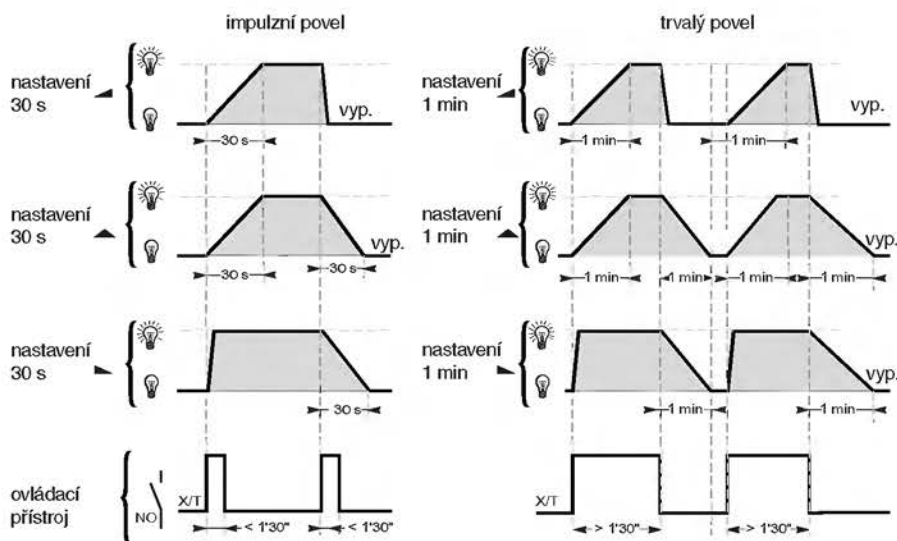 impulzní povel
trvalý povel
nastavení
30 s
vyp.
30 s
nastavení
1 min
vyp.
1 min
1 min
nastavení
30 s
vyp.
30 s
30 s
nastavení
1 min
vyp.
1 min
1 min
1 min
1 min
nastavení
30 s
30 s
nastavení
1 min
vyp.
1 min
1 min
ovládací
přístroj
NO
X/T
< 1'30"
< 1'30"
X/T
> 1'30"
> 1'30"